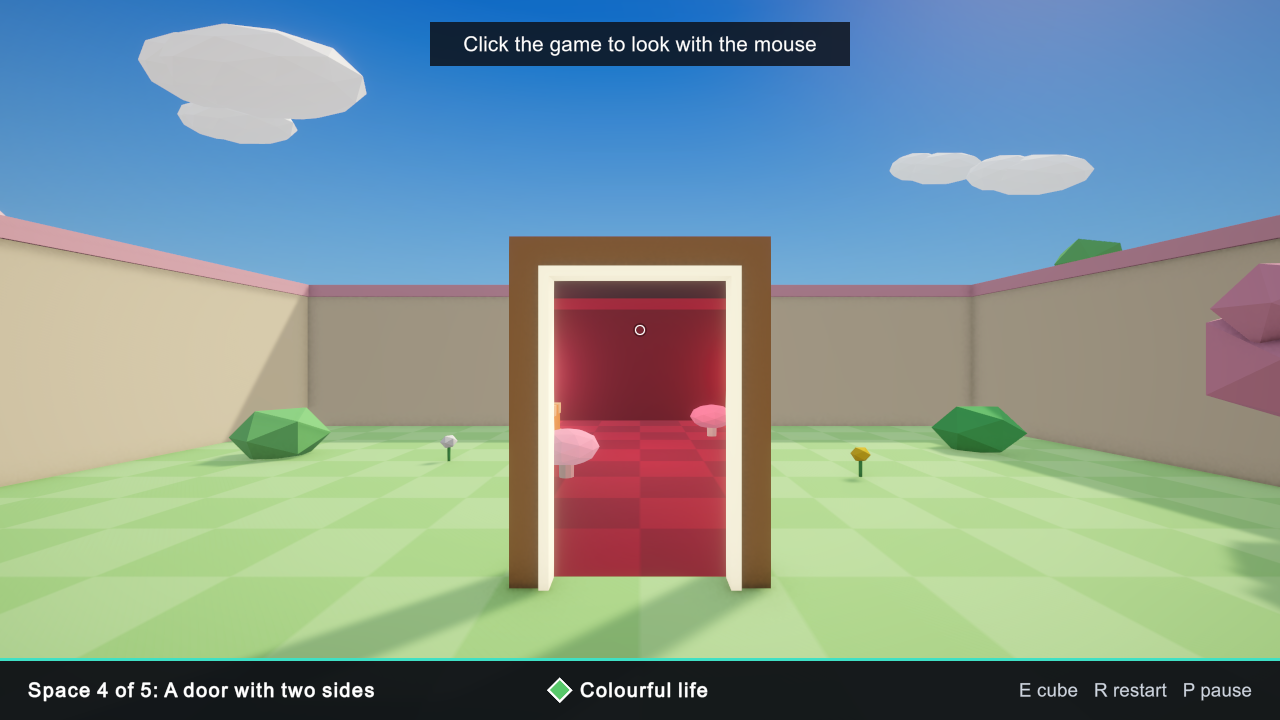 Click the game to look with the mouse
Space 4 of 5: A door with two sides
Colourful life
E cube R restart P pause